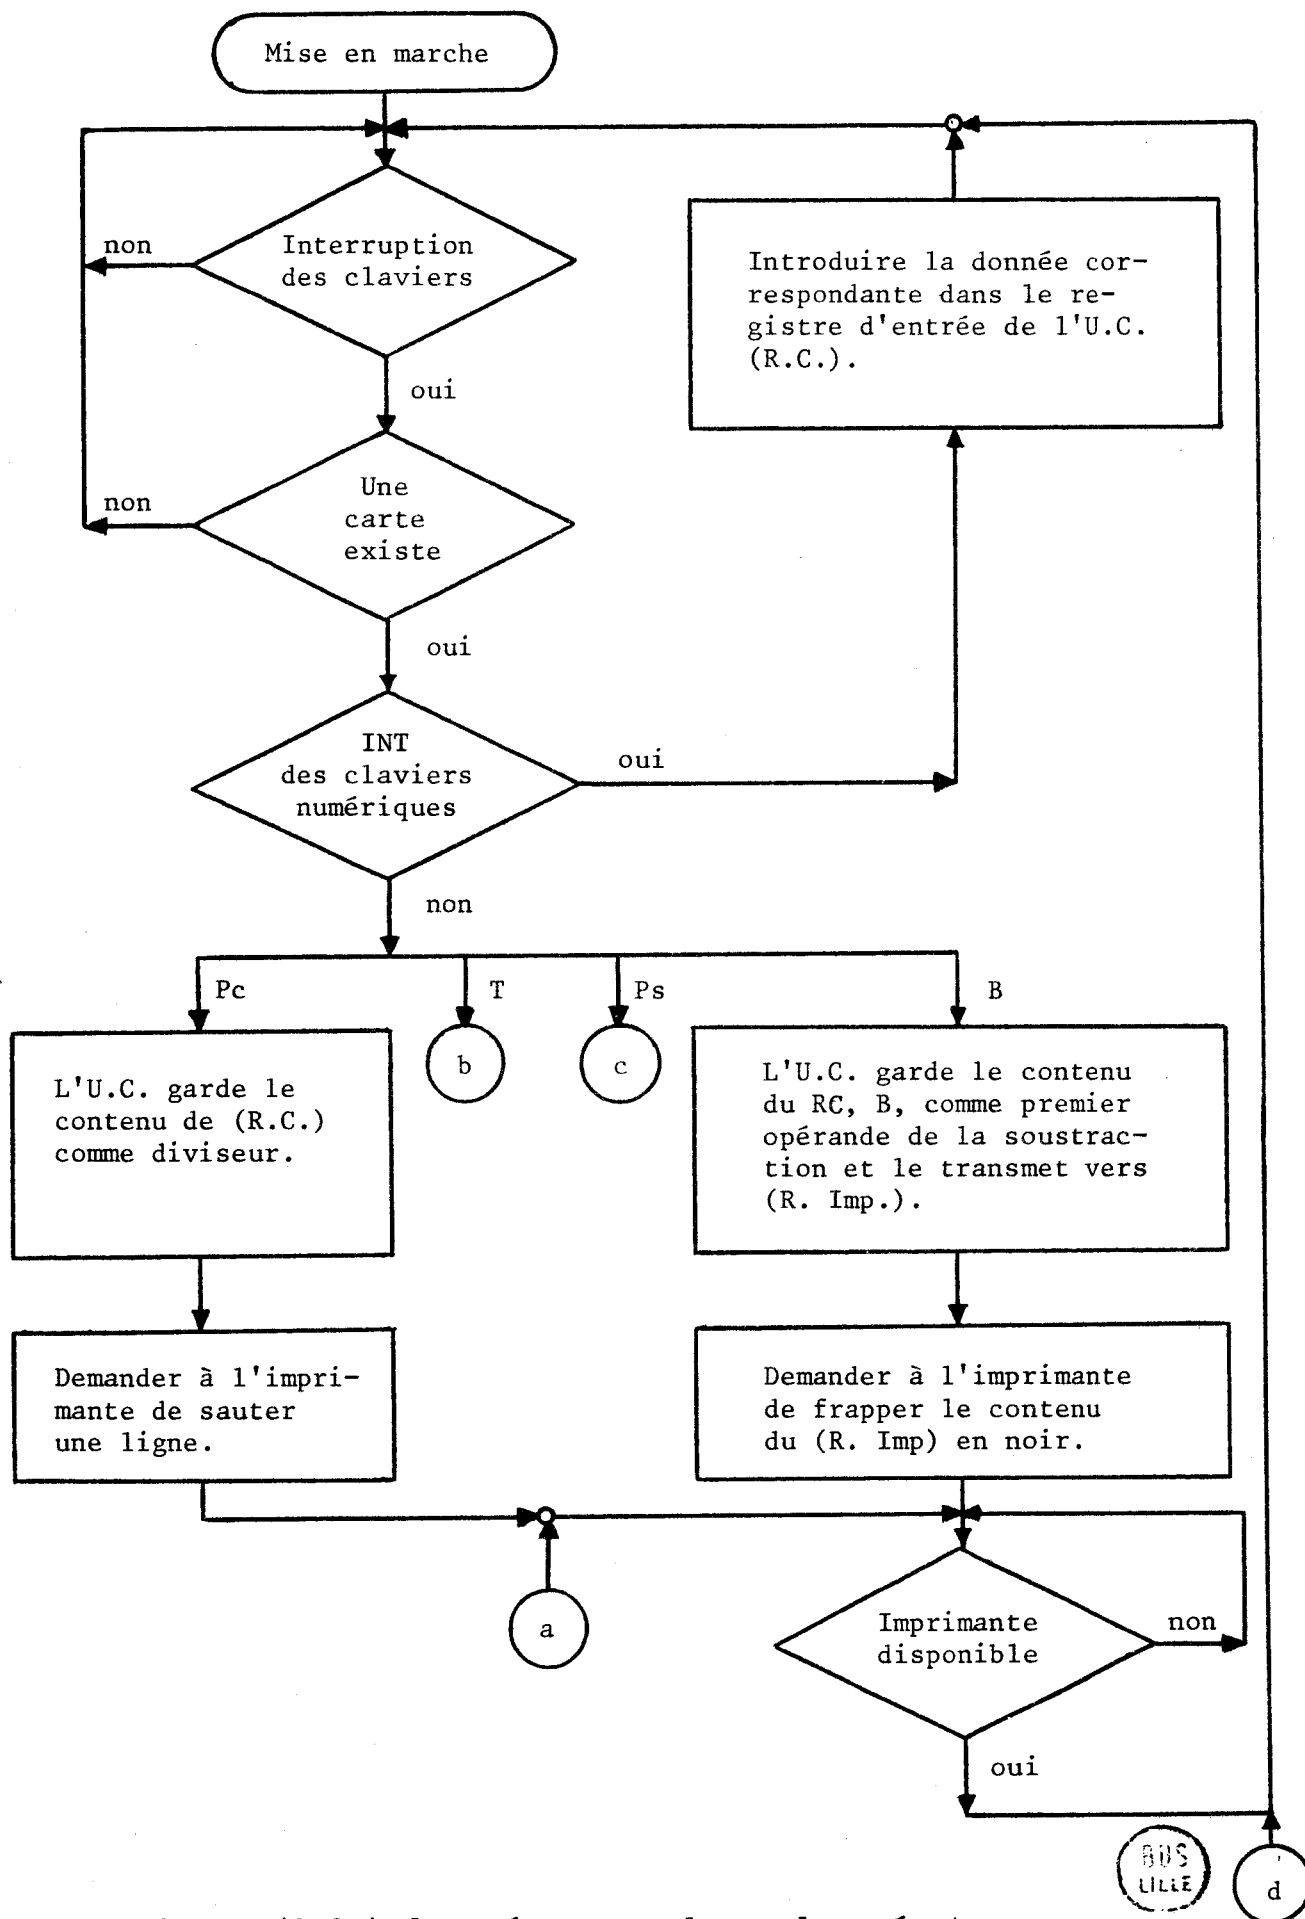 Mise en marche
non
Interruption
des claviers
Introduire la donnée cor-
respondante dans le re-
gistre d'entrée de l'U.C.
(R.C.).
oui
non
Une
carte
existe
oui
INT
des claviers
numériques
oui
non
Pc
T
Ps
B
L'U.C. garde le
contenu de (R.C.)
comme diviseur.
b
c
L'U.C. garde le contenu
du RC, B, comme premier
opérande de la soustrac-
tion et le transmet vers
(R. Imp.).
Demander à l'impri-
mante de sauter
une ligne.
Demander à l'imprimante
de frapper le contenu
du (R. Imp) en noir.
a
Imprimante
disponible
non
oui
BUS
LILLE
d